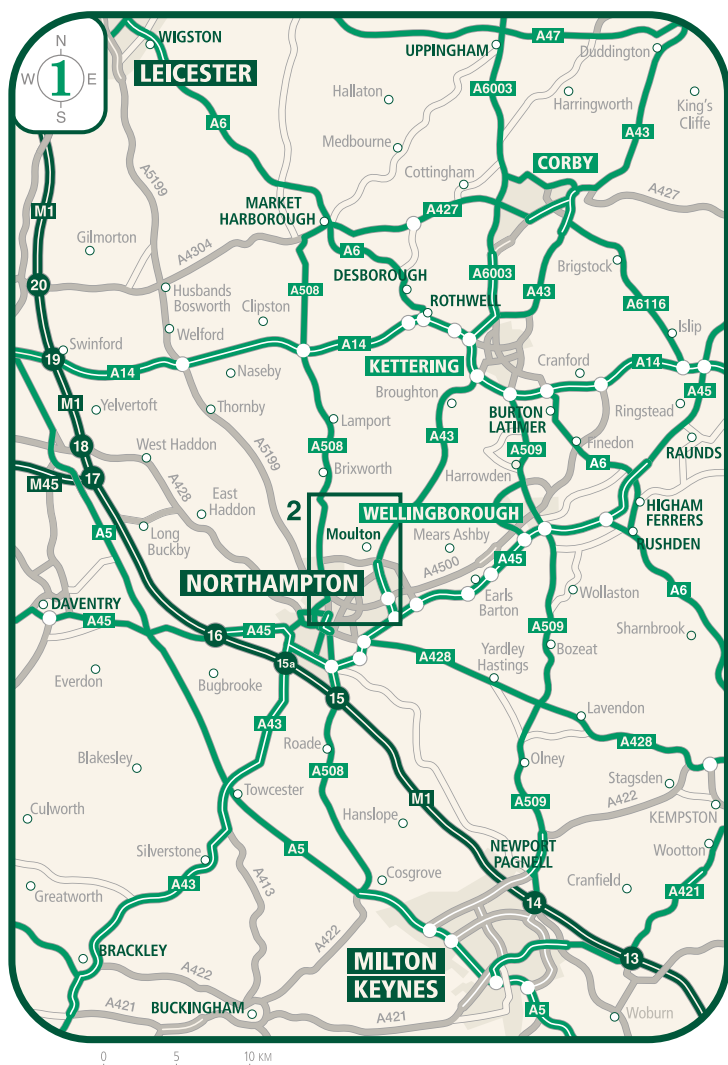 N
W 1 E
S
WIGSTON
LEICESTER
UPPINGHAM
A47
Duddington
Hallaton
A6003
Harringworth
King's
Cliffe
A6
Medbourne
A43
A5199
Cottingham
CORBY
M1
MARKET
HARBOROUGH
A427
A427
Gilmorton
A4304
A6
DESBOROUGH
A6003
Brigstock
20
Husbands
Bosworth
A508
Clipston
ROTHWELL
A43
A6116
Welford
Islip
19
Swinford
A14
A14
KETTERING
Cranford
A14
Naseby
A45
M1
Yelvertoft
Thornby
Broughton
BURTON
LATIMER
Ringstead
Lamport
A43
18
West Haddon
A5199
A508
A509
Finedon
RAUNDS
M45
17
A428
Brixworth
Harrowden
A6
East
Haddon
2
WELLINGBOROUGH
HIGHAM
FERRERS
A5
Long
Buckby
Moulton
Mears Ashby
RUSHDEN
A45
A4500
NORTHAMPTON
Earls
Barton
Wollaston
A6
DAVENTRY
A45
16
A45
A509
Sharnbrook
15a
A428
Yardley
Hastings
Bozeat
Everdon
Bugbrooke
15
A43
Lavendon
Roade
A428
Blakesley
A508
Olney
Stagsden
Towcester
M1
A509
A422
KEMPSTON
Culworth
Hanslope
Silverstone
A5
NEWPORT
PAGNELL
Wootton
A43
A413
Cosgrove
Cranfield
A421
Greatworth
14
A422
BRACKLEY
MILTON
KEYNES
13
A422
BUCKINGHAM
A421
A421
A5
Woburn
0 5 10 KM